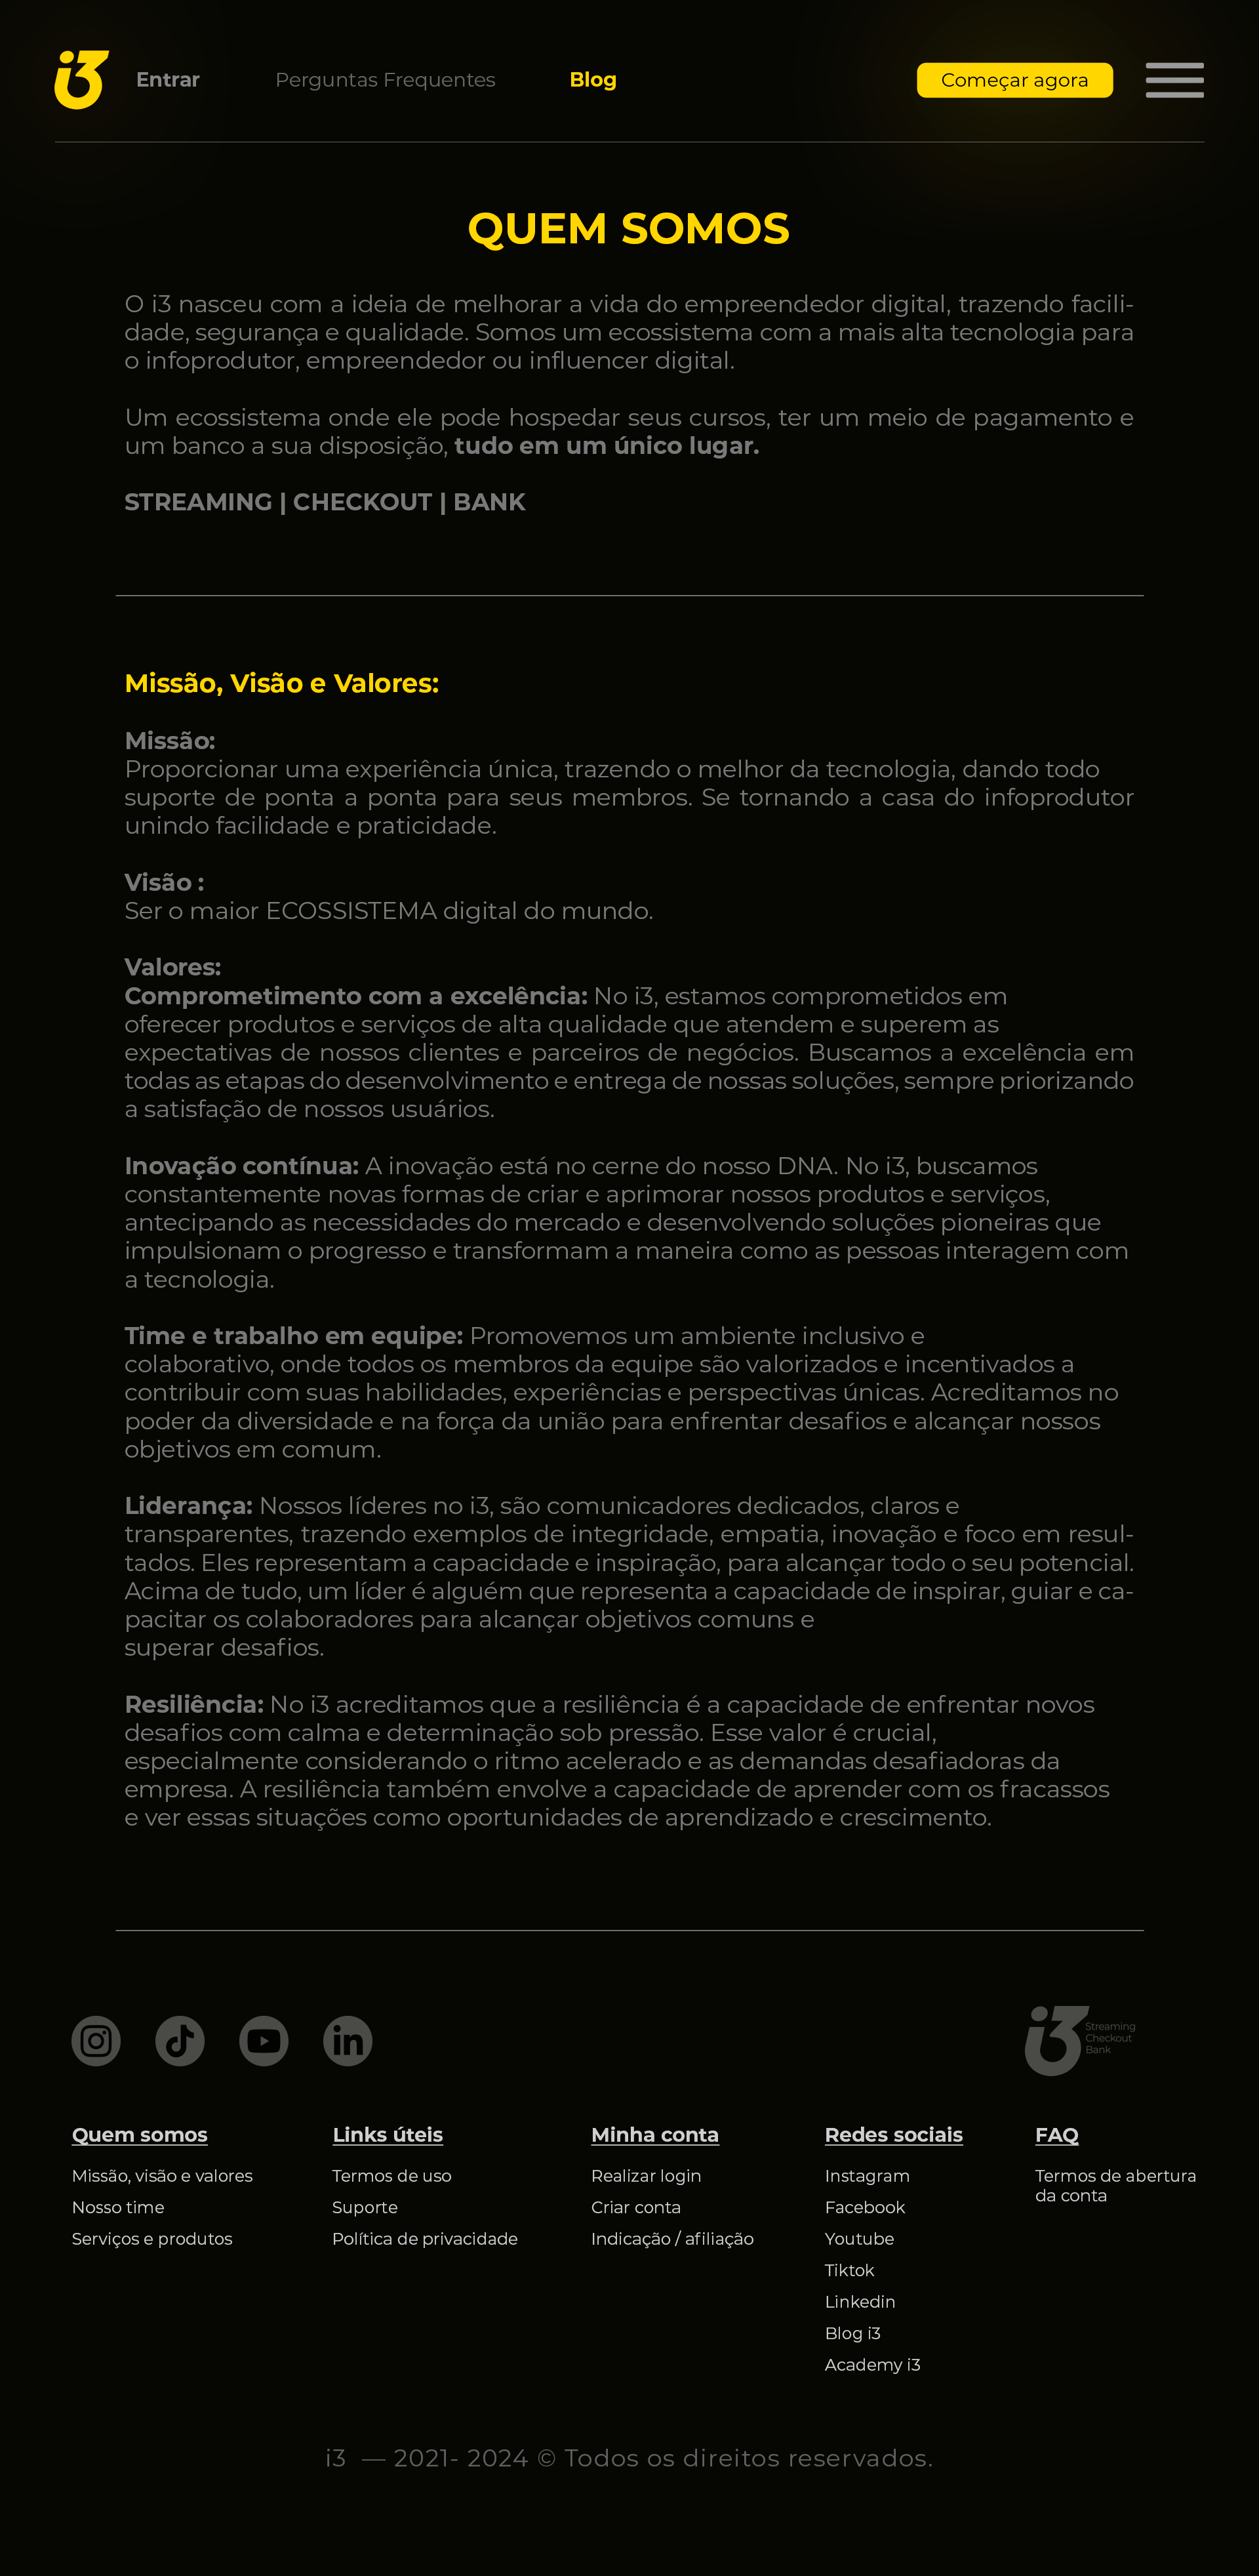 i3 Entrar Perguntas Frequentes Blog Começar agora
QUEM SOMOS
O i3 nasceu com a ideia de melhorar a vida do empreendedor digital, trazendo facili-
dade, segurança e qualidade. Somos um ecossistema com a mais alta tecnologia para
o infoprodutor, empreendedor ou influencer digital.
Um ecossistema onde ele pode hospedar seus cursos, ter um meio de pagamento e
um banco a sua disposição, tudo em um único lugar.
STREAMING | CHECKOUT | BANK
Missão, Visão e Valores:
Missão:
Proporcionar uma experiência única, trazendo o melhor da tecnologia, dando todo
suporte de ponta a ponta para seus membros. Se tornando a casa do infoprodutor
unindo facilidade e praticidade.
Visão :
Ser o maior ECOSSISTEMA digital do mundo.
Valores:
Comprometimento com a excelência: No i3, estamos comprometidos em
oferecer produtos e serviços de alta qualidade que atendem e superem as
expectativas de nossos clientes e parceiros de negócios. Buscamos a excelência em
todas as etapas do desenvolvimento e entrega de nossas soluções, sempre priorizando
a satisfação de nossos usuários.
Inovação contínua: A inovação está no cerne do nosso DNA. No i3, buscamos
constantemente novas formas de criar e aprimorar nossos produtos e serviços,
antecipando as necessidades do mercado e desenvolvendo soluções pioneiras que
impulsionam o progresso e transformam a maneira como as pessoas interagem com
a tecnologia.
Time e trabalho em equipe: Promovemos um ambiente inclusivo e
colaborativo, onde todos os membros da equipe são valorizados e incentivados a
contribuir com suas habilidades, experiências e perspectivas únicas. Acreditamos no
poder da diversidade e na força da união para enfrentar desafios e alcançar nossos
objetivos em comum.
Liderança: Nossos líderes no i3, são comunicadores dedicados, claros e
transparentes, trazendo exemplos de integridade, empatia, inovação e foco em resul-
tados. Eles representam a capacidade e inspiração, para alcançar todo o seu potencial.
Acima de tudo, um líder é alguém que representa a capacidade de inspirar, guiar e ca-
pacitar os colaboradores para alcançar objetivos comuns e
superar desafios.
Resiliência: No i3 acreditamos que a resiliência é a capacidade de enfrentar novos
desafios com calma e determinação sob pressão. Esse valor é crucial,
especialmente considerando o ritmo acelerado e as demandas desafiadoras da
empresa. A resiliência também envolve a capacidade de aprender com os fracassos
e ver essas situações como oportunidades de aprendizado e crescimento.
in
i3
Streaming
Checkout
Bank
Quem somos
Missão, visão e valores
Nosso time
Serviços e produtos
Links úteis
Termos de uso
Suporte
Política de privacidade
Minha conta
Realizar login
Criar conta
Indicação / afiliação
Redes sociais
Instagram
Facebook
Youtube
Tiktok
Linkedin
Blog i3
Academy i3
FAQ
Termos de abertura
da conta
i3 — 2021- 2024 © Todos os direitos reservados.